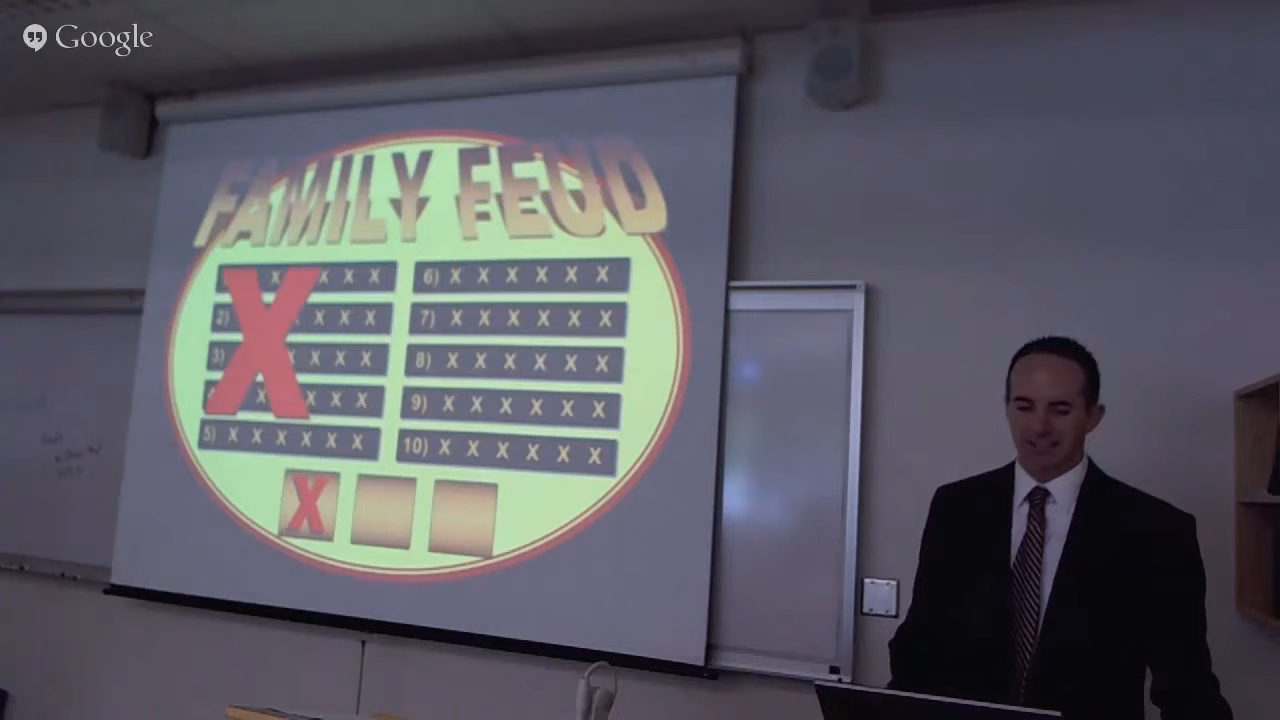 Google
FAMILY FEUD
X X X X
2) X X X
3) X X X X
X X X X
5) X X X X X X
6) X X X X X X
7) X X X X X X
8) X X X X X X
9) X X X X X X
10) X X X X X X
X
X